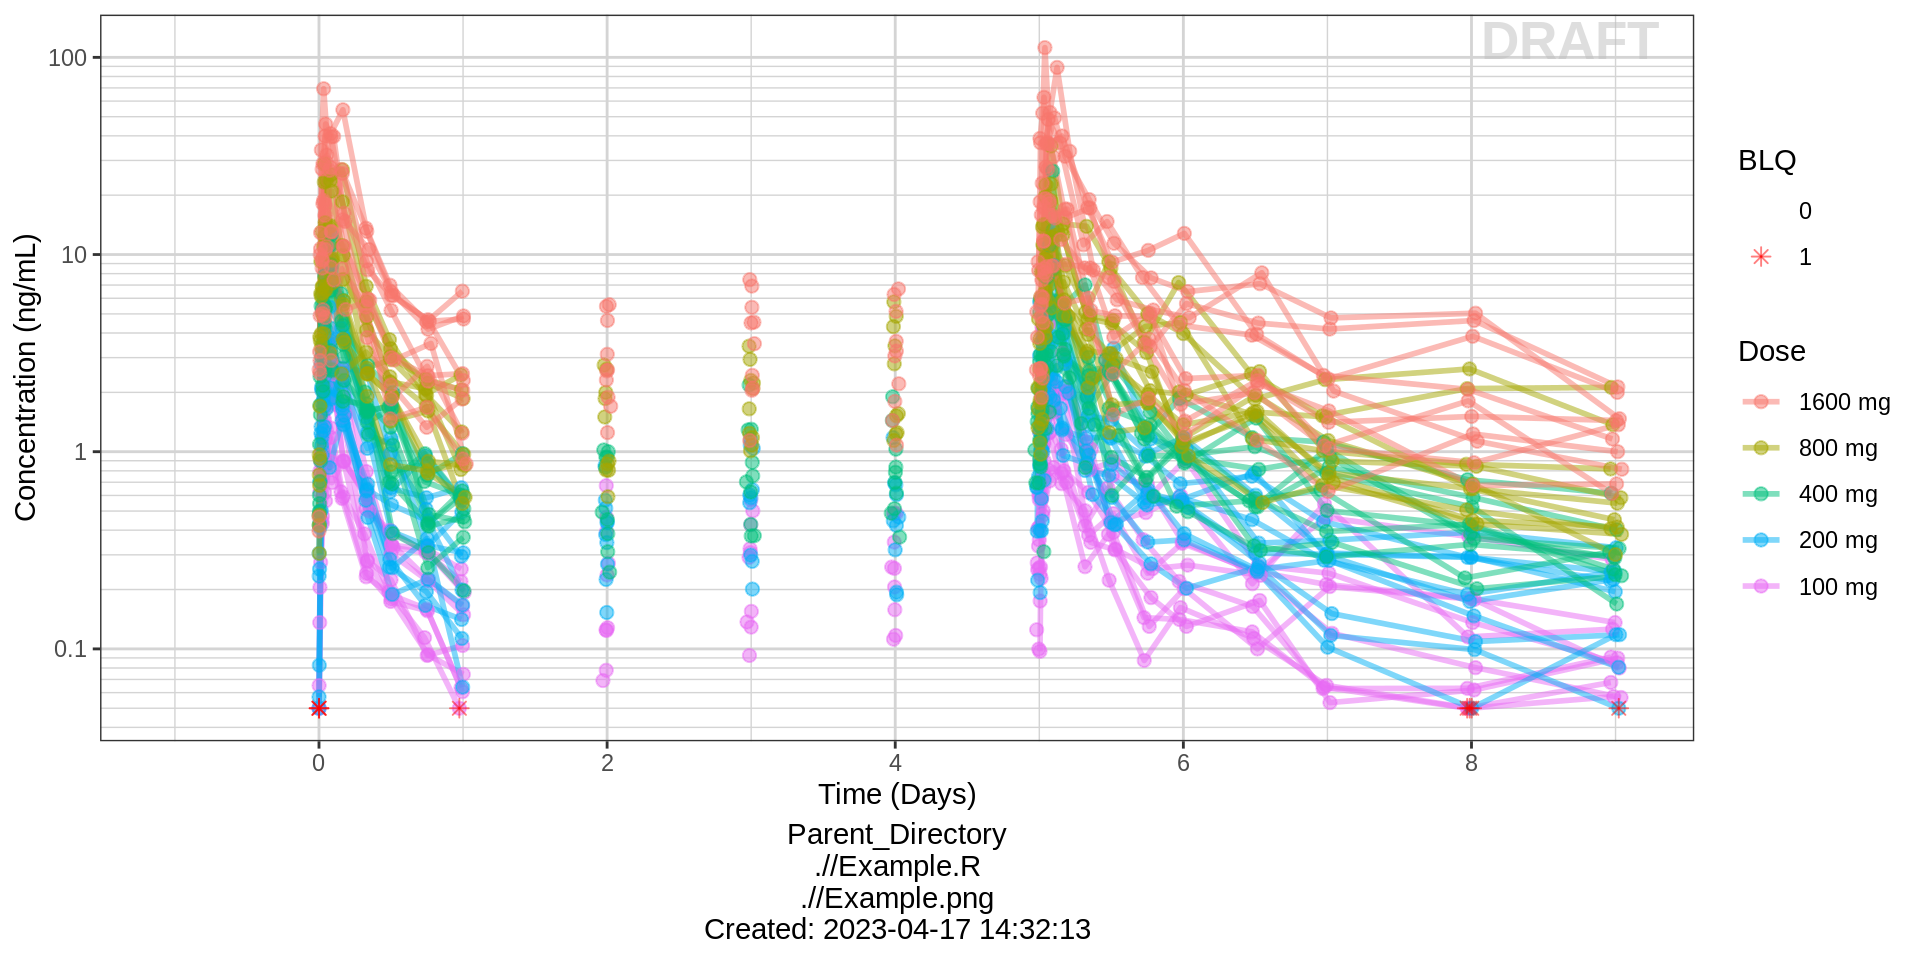 DRAFT
100
10
1
0.1
Concentration (ng/mL)
0
2
4
6
8
Time (Days)
Parent_Directory
.//Example.R
.//Example.png
Created: 2023-04-17 14:32:13
BLQ
0
1
Dose
1600 mg
800 mg
400 mg
200 mg
100 mg